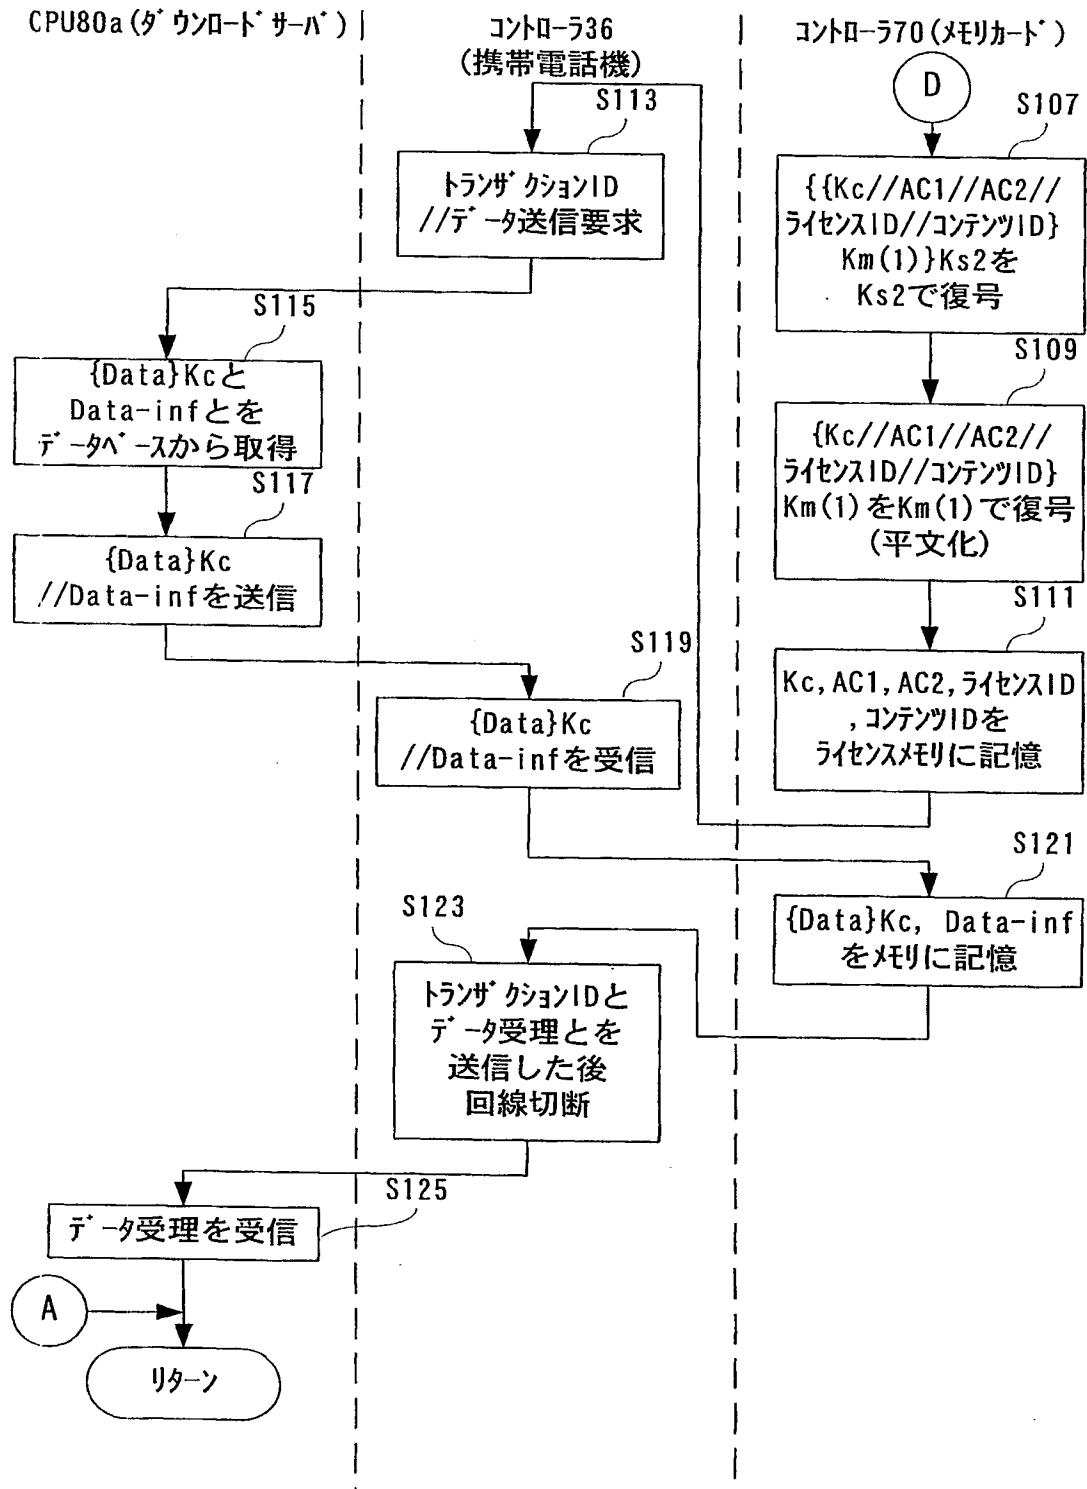 CPU80a(ダウンロードサーバ)
コントローラ36
(携帯電話機)
コントローラ70(メモリカード)
D
S107
{{Kc//AC1//AC2//
ライセンスID//コンテンツID}
Km(1)}Ks2を
Ks2で復号
S109
{Kc//AC1//AC2//
ライセンスID//コンテンツID}
Km(1)をKm(1)で復号
(平文化)
S111
Kc,AC1,AC2,ライセンスID
,コンテンツIDを
ライセンスメモリに記憶
S113
トランザクションID
//データ送信要求
S115
{Data}Kcと
Data-infとを
データベースから取得
S117
{Data}Kc
//Data-infを送信
S119
{Data}Kc
//Data-infを受信
S121
{Data}Kc, Data-inf
をメモリに記憶
S123
トランザクションIDと
データ受理とを
送信した後
回線切断
S125
データ受理を受信
A
リターン